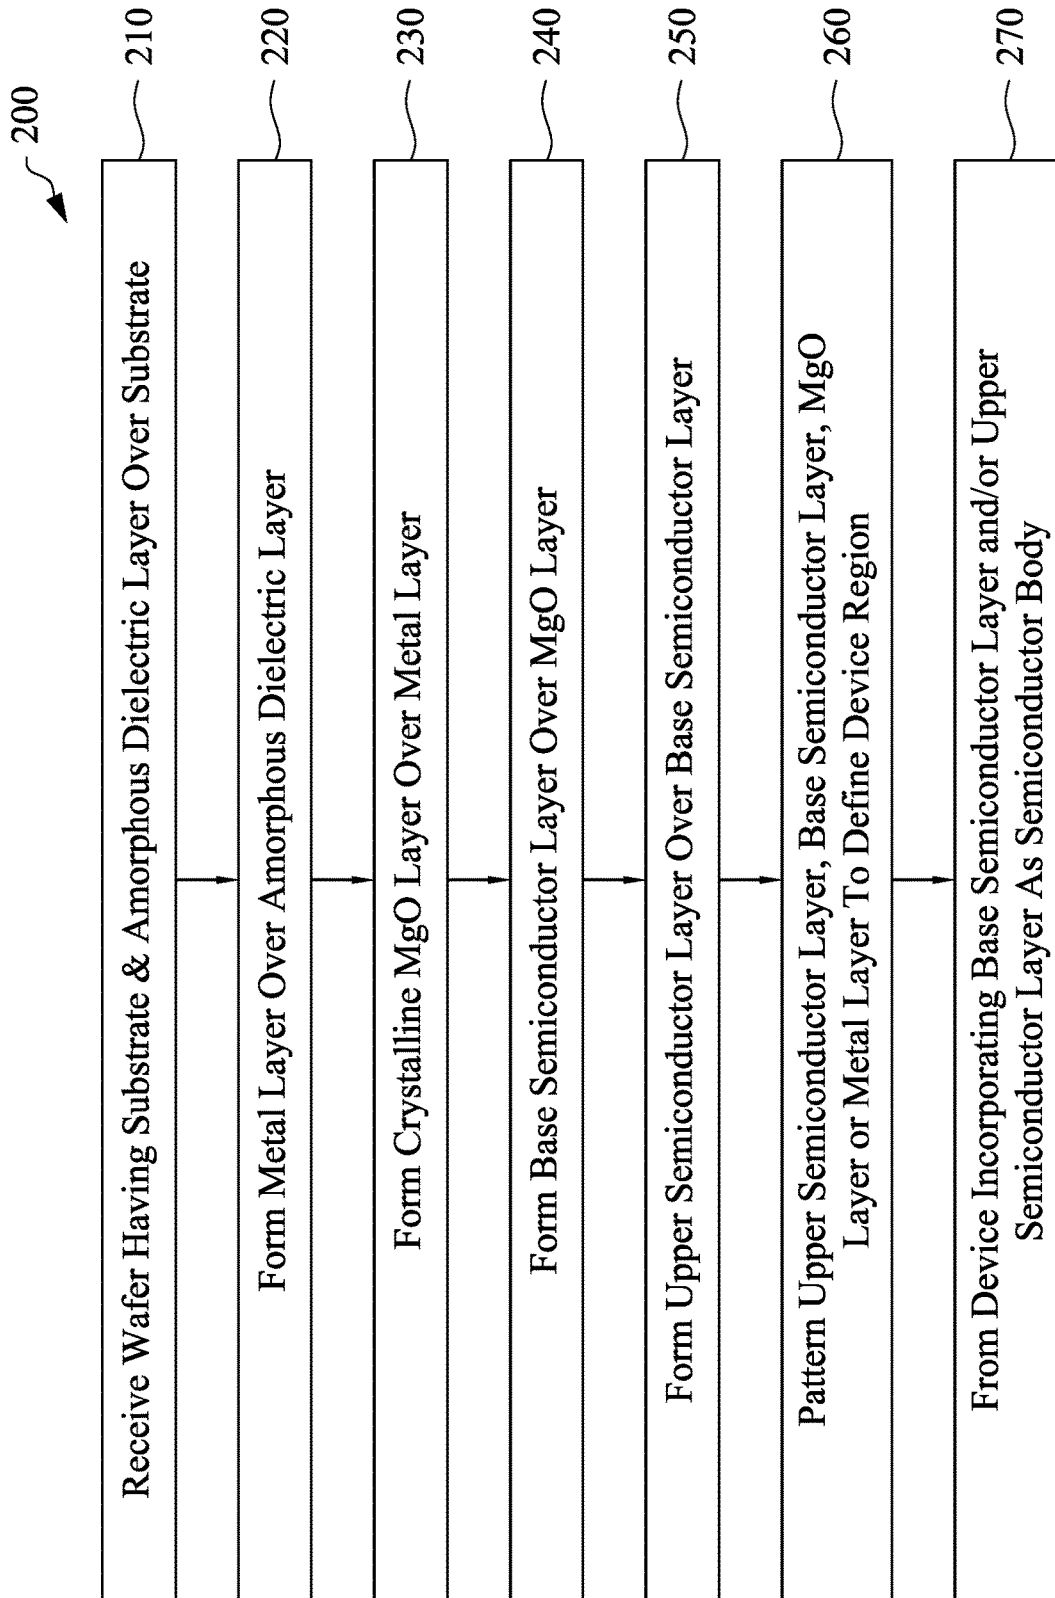 200
Receive Wafer Having Substrate & Amorphous Dielectric Layer Over Substrate
210
Form Metal Layer Over Amorphous Dielectric Layer
220
Form Crystalline MgO Layer Over Metal Layer
230
Form Base Semiconductor Layer Over MgO Layer
240
Form Upper Semiconductor Layer Over Base Semiconductor Layer
250
Pattern Upper Semiconductor Layer, Base Semiconductor Layer, MgO
Layer or Metal Layer To Define Device Region
260
From Device Incorporating Base Semiconductor Layer and/or Upper
Semiconductor Layer As Semiconductor Body
270